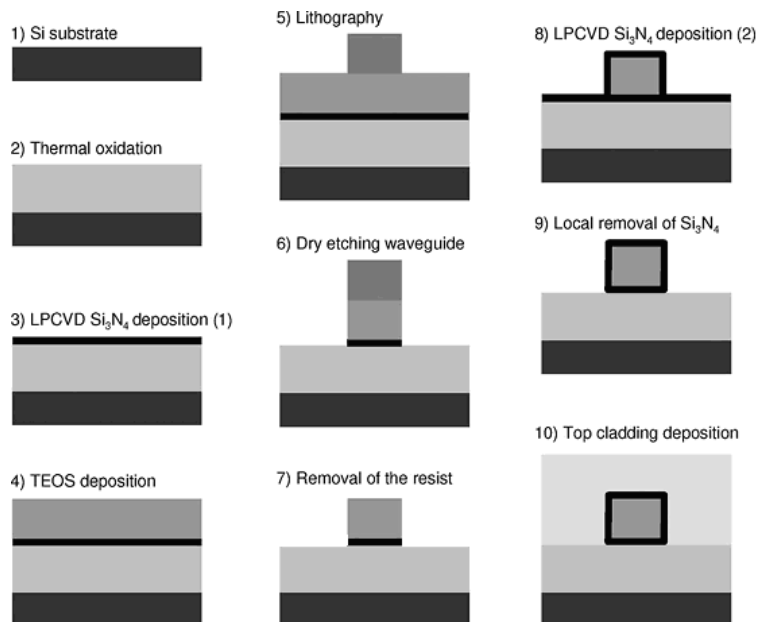 1) Si substrate
2) Thermal oxidation
3) LPCVD Si₃N₄ deposition (1)
4) TEOS deposition
5) Lithography
6) Dry etching waveguide
7) Removal of the resist
8) LPCVD Si₃N₄ deposition (2)
9) Local removal of Si₃N₄
10) Top cladding deposition